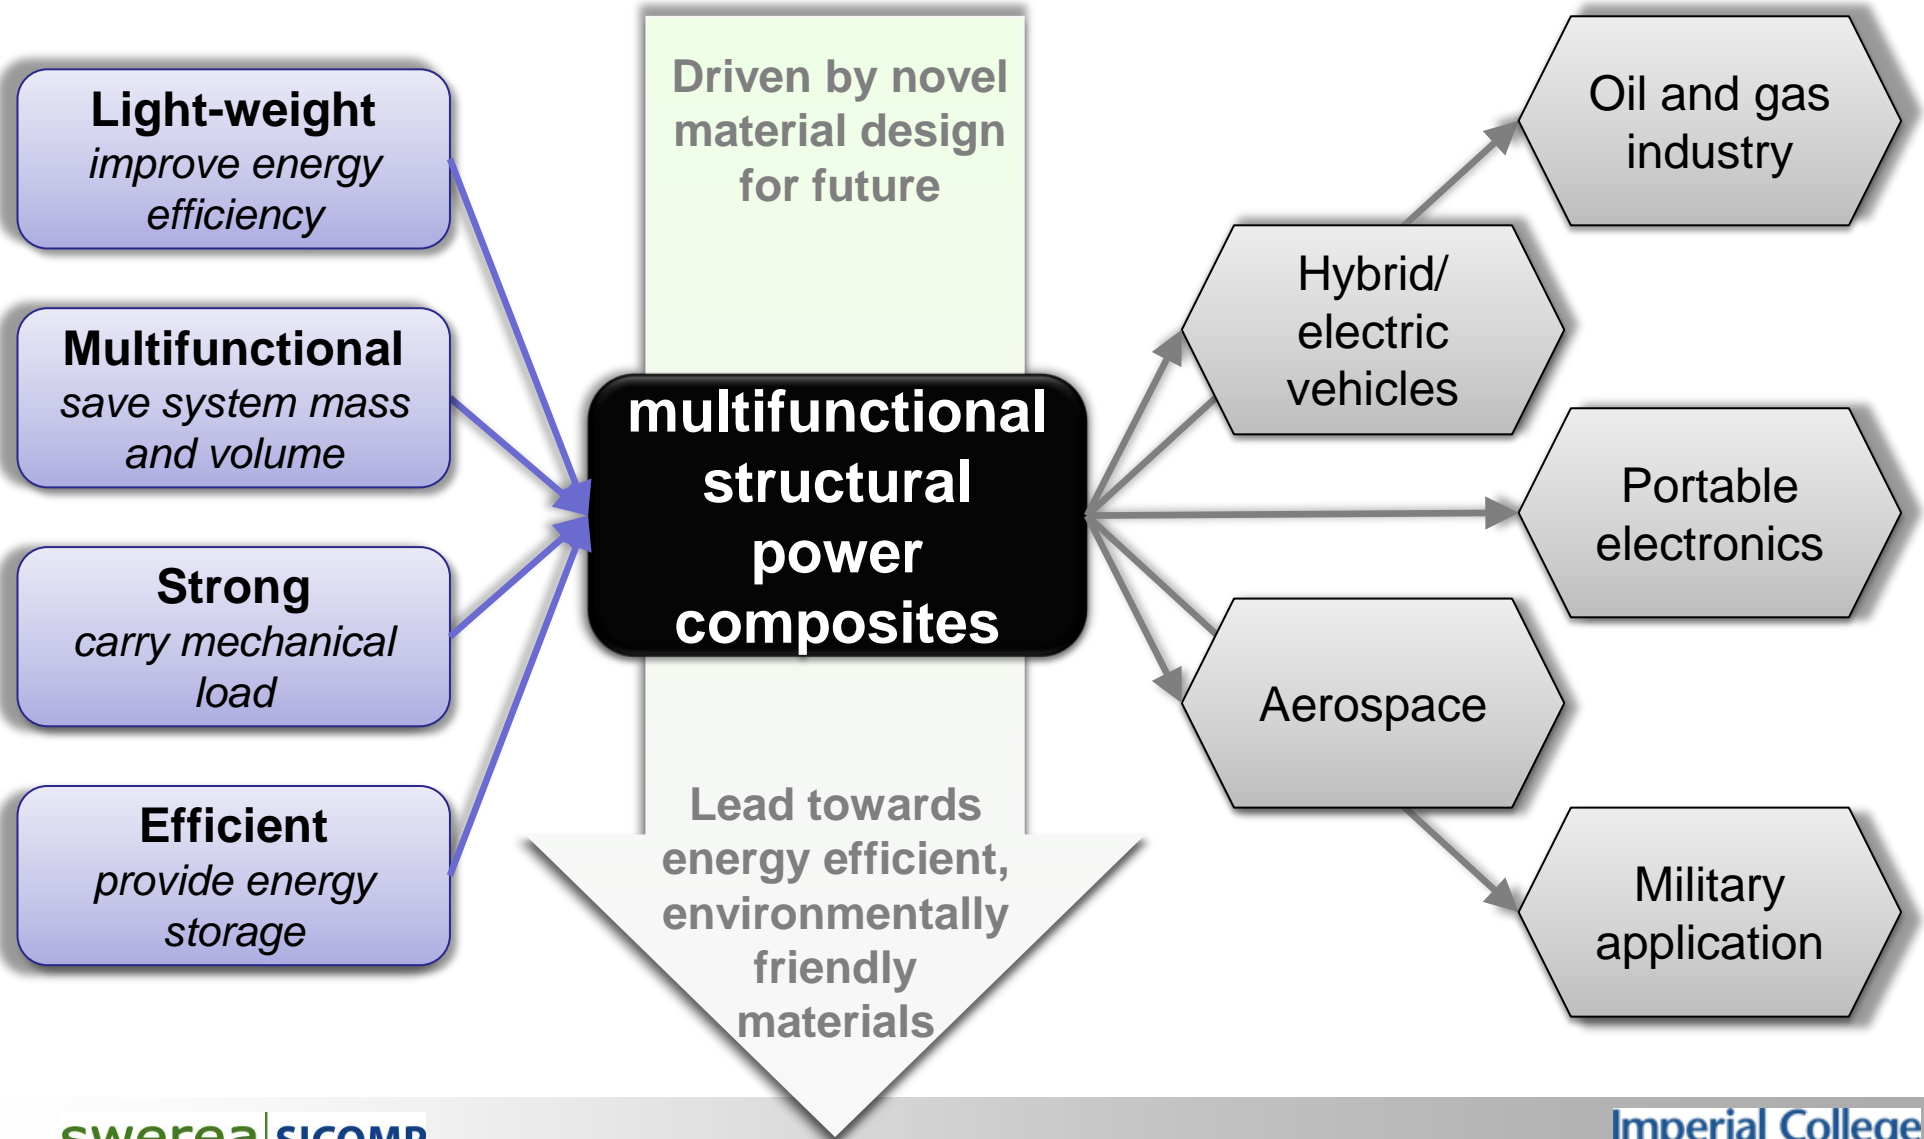 Light-weight
improve energy
efficiency
Multifunctional
save system mass
and volume
Strong
carry mechanical
load
Efficient
provide energy
storage
Driven by novel
material design
for future
multifunctional
structural
power
composites
Lead towards
energy efficient,
environmentally
friendly
materials
Oil and gas
industry
Hybrid/
electric
vehicles
Portable
electronics
Aerospace
Military
application
swerea SICOMP
Imperial College